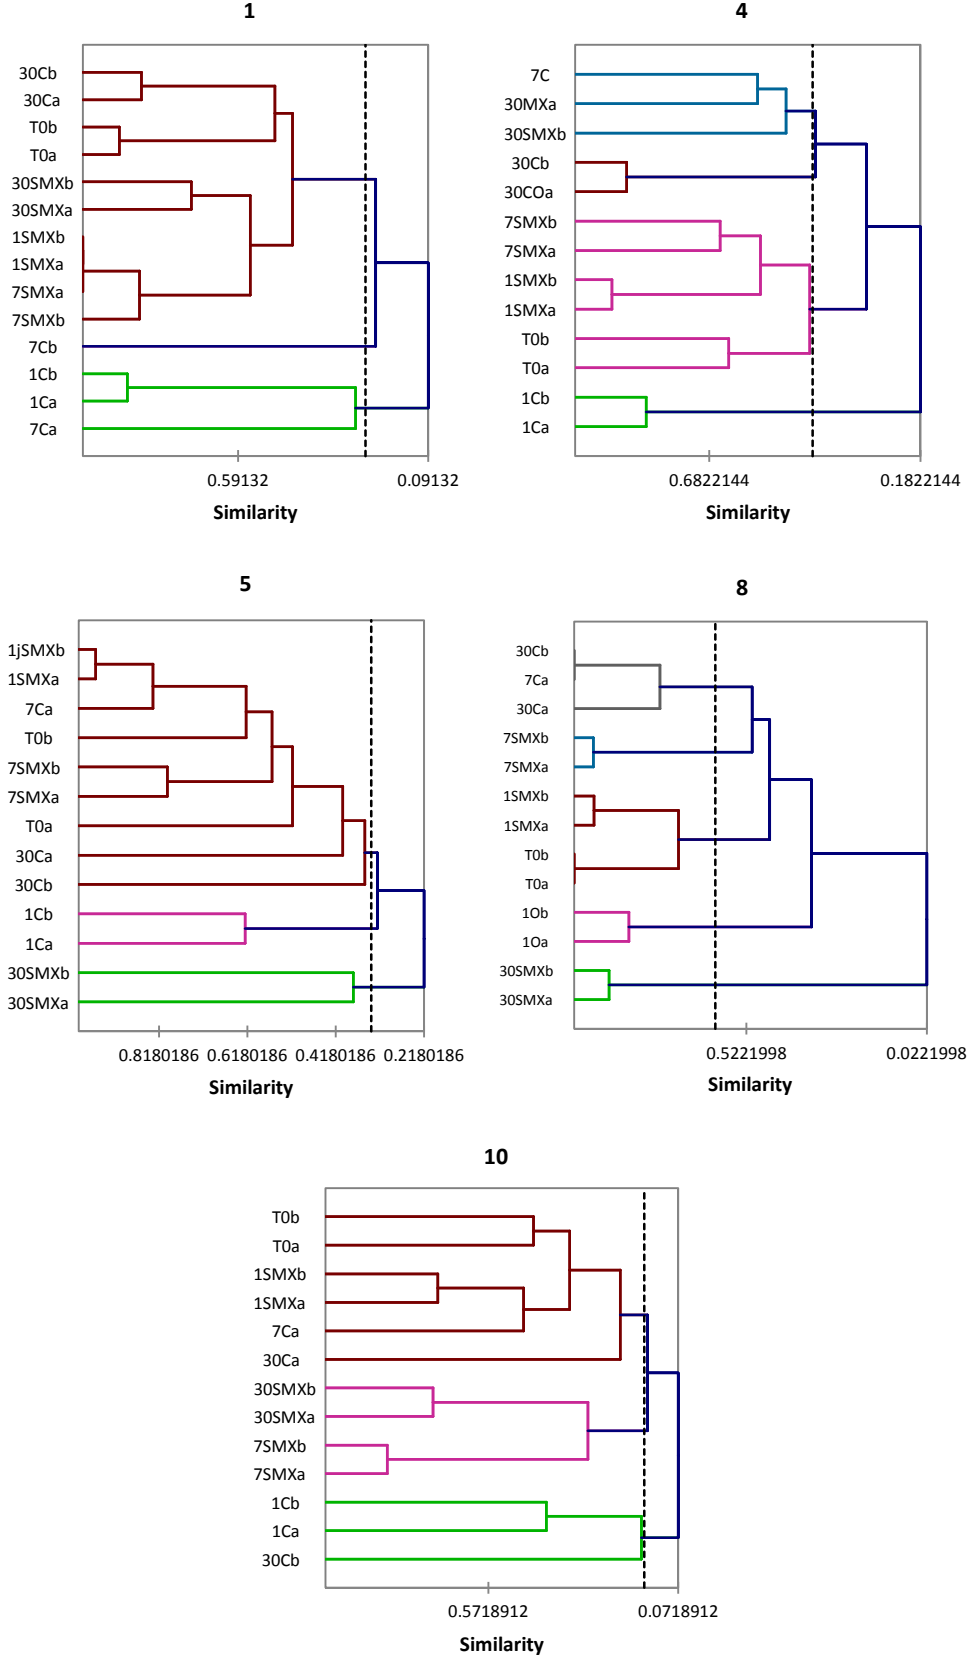 1
30Cb
30Ca
T0b
T0a
30SMXb
30SMXa
1SMXb
1SMXa
7SMXa
7SMXb
7Cb
1Cb
1Ca
7Ca
0.59132 0.09132
Similarity
4
7C
30MXa
30SMXb
30Cb
30COa
7SMXb
7SMXa
1SMXb
1SMXa
T0b
T0a
1Cb
1Ca
0.6822144 0.1822144
Similarity
5
1jSMXb
1SMXa
7Ca
T0b
7SMXb
7SMXa
T0a
30Ca
30Cb
1Cb
1Ca
30SMXb
30SMXa
0.8180186 0.6180186 0.4180186 0.2180186
Similarity
8
30Cb
7Ca
30Ca
7SMXb
7SMXa
1SMXb
1SMXa
T0b
T0a
1Ob
1Oa
30SMXb
30SMXa
0.5221998 0.0221998
Similarity
10
T0b
T0a
1SMXb
1SMXa
7Ca
30Ca
30SMXb
30SMXa
7SMXb
7SMXa
1Cb
1Ca
30Cb
0.5718912 0.0718912
Similarity